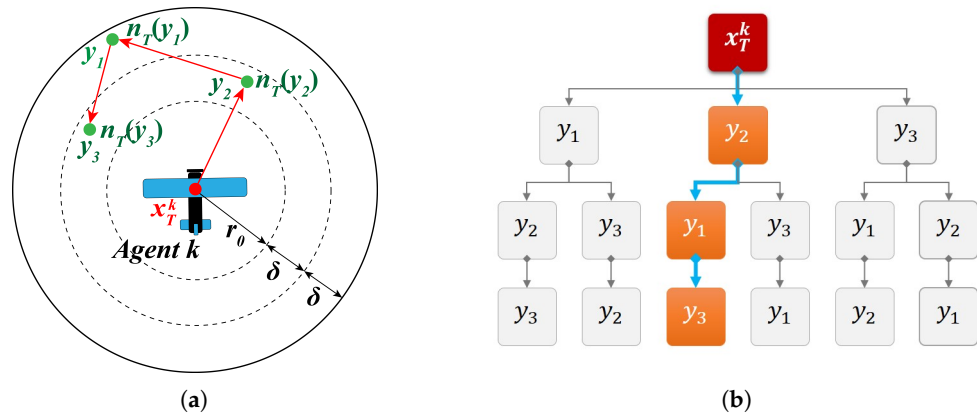 n_T(y_1)
y_1
y_2 n_T(y_2)
n_T(y_3)
y_3
x_T^k
Agent k
r_0
δ
δ
(a)
x_T^k
y_1 y_2 y_3
y_2 y_3 y_1 y_3 y_1 y_2
y_3 y_2 y_3 y_1 y_2 y_1
(b)